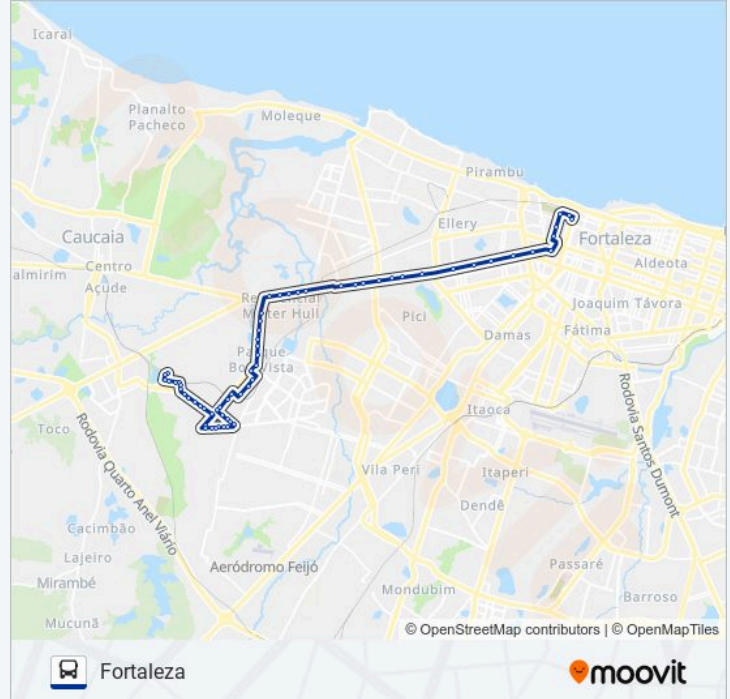 Icaraí
Planalto
Pacheco
Moleque
Pirambu
Ellery
Caucaia
Fortaleza
Centro
Aldeota
almirim
Açude
Joaquim Távora
Pici
Damas
Fátima
Parque
Itaoca
Toco
Rodovia Quarto Anel Viário
Rodovia Santos Dumont
Vila Peri
Itaperi
Dendê
Cacimbão
Lajeiro
Aeródromo Feijó
Passaré
Mirambé
Mondubim
Barroso
Mucunã
© OpenStreetMap contributors | © OpenMapTiles
Fortaleza
moovit